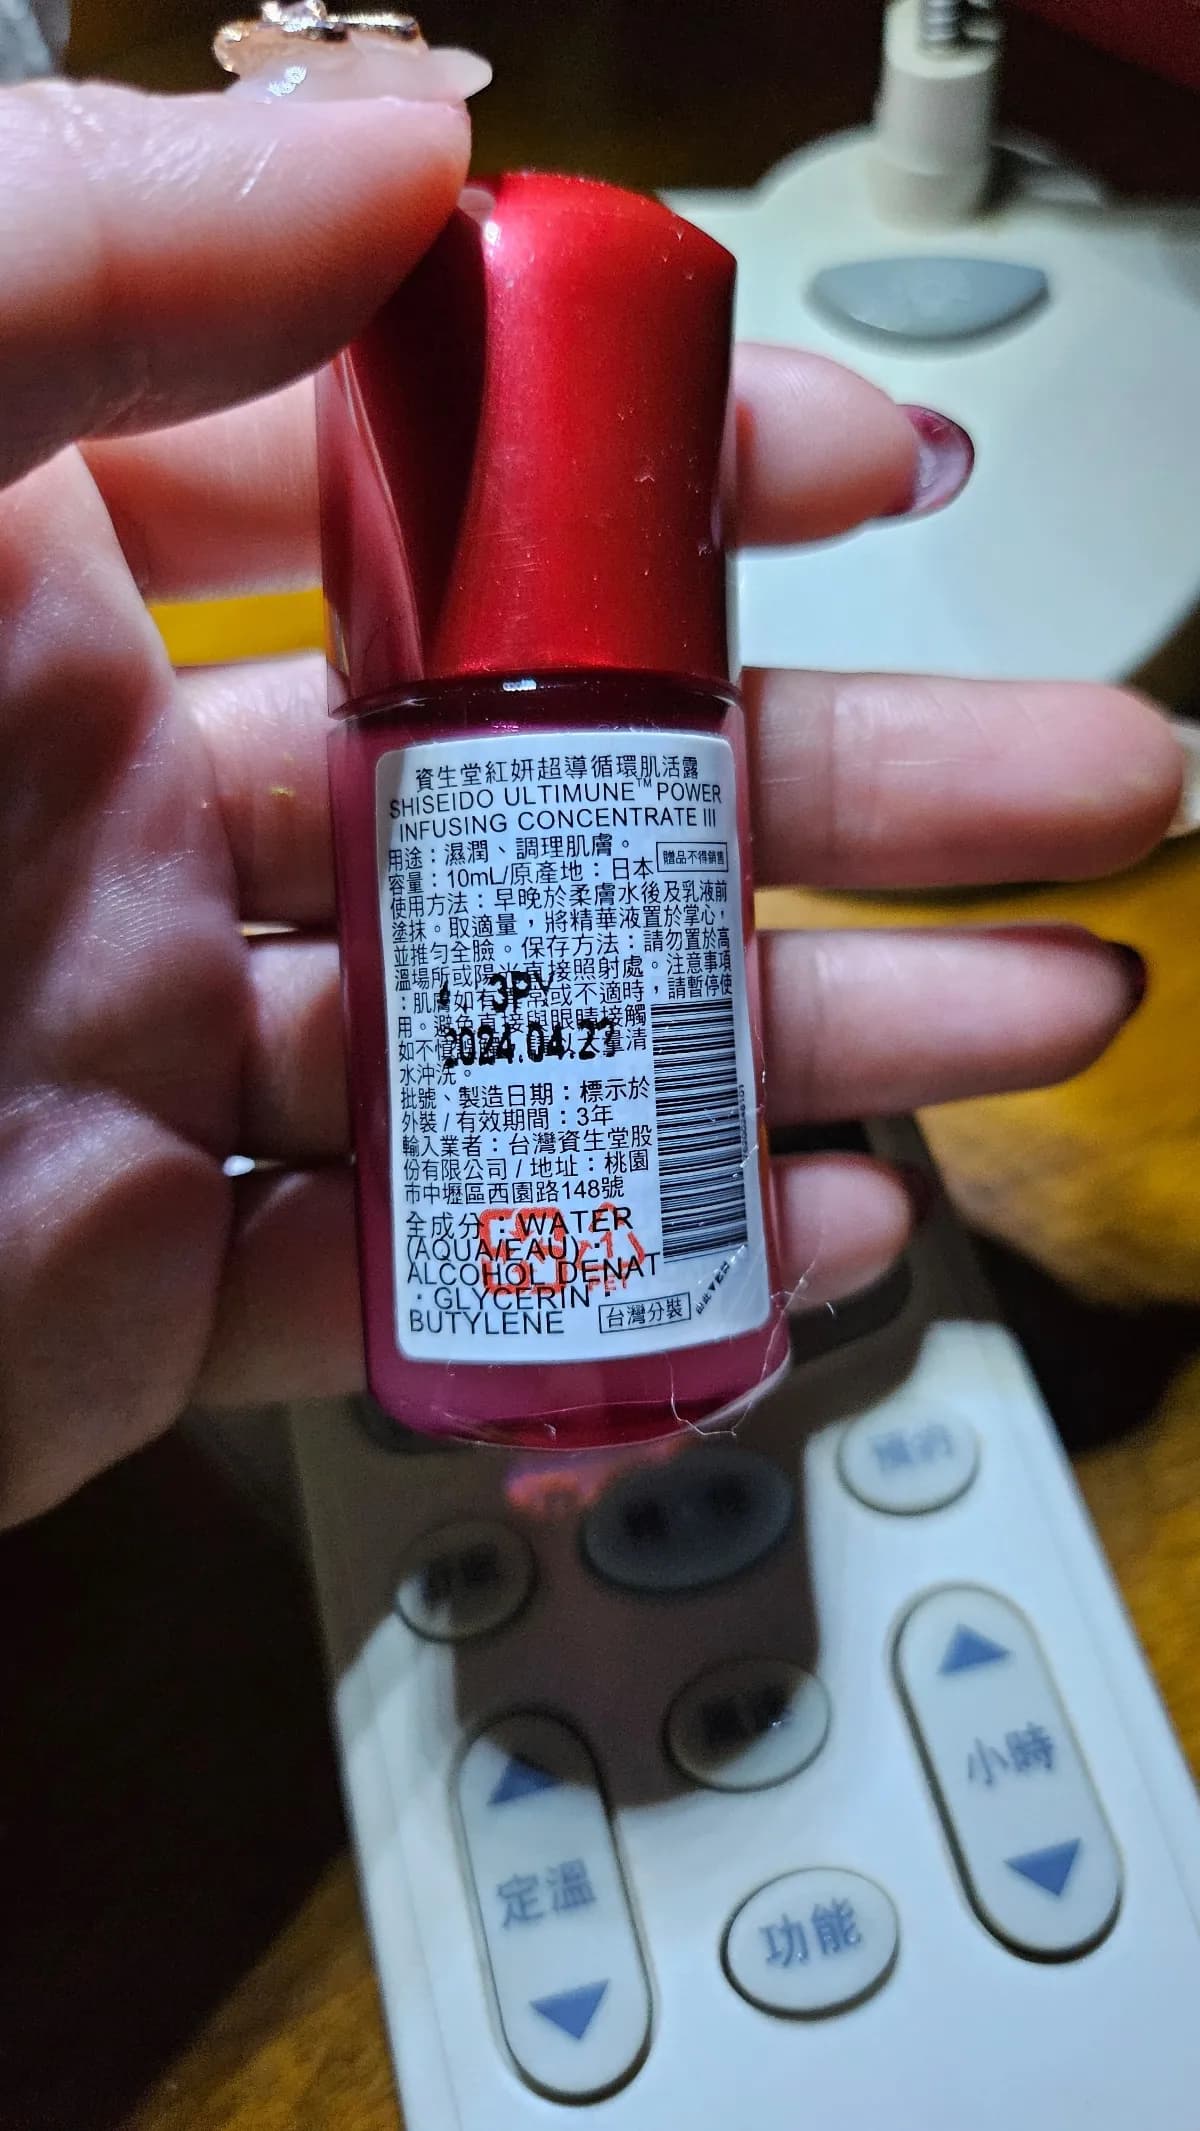 資生堂紅妍超導循環肌活露
SHISEIDO ULTIMUNE™ POWER
INFUSING CONCENTRATE III
用途：濕潤、調理肌膚。
贈品不得銷售
容量：10mL/原產地：日本
使用方法：早晚於柔膚水後及乳液前
塗抹。取適量，將精華液置於掌心，
並推勻全臉。保存方法：請勿置於高
溫場所或陽光直接照射處。注意事項
：肌膚如有異常或不適時，請暫停使
用。避免直接與眼睛接觸
3PY
2024.04.23
如不慎 以大量清
水沖洗。
批號、製造日期：標示於
外裝/有效期間：3年
輸入業者：台灣資生堂股
份有限公司/地址：桃園
市中壢區西園路148號
全成分：WATER
(AQUA/EAU)·
ALCOHOL DENAT
·GLYCERIN·
BUTYLENE
台灣分裝
1
PET
小時
定溫
功能